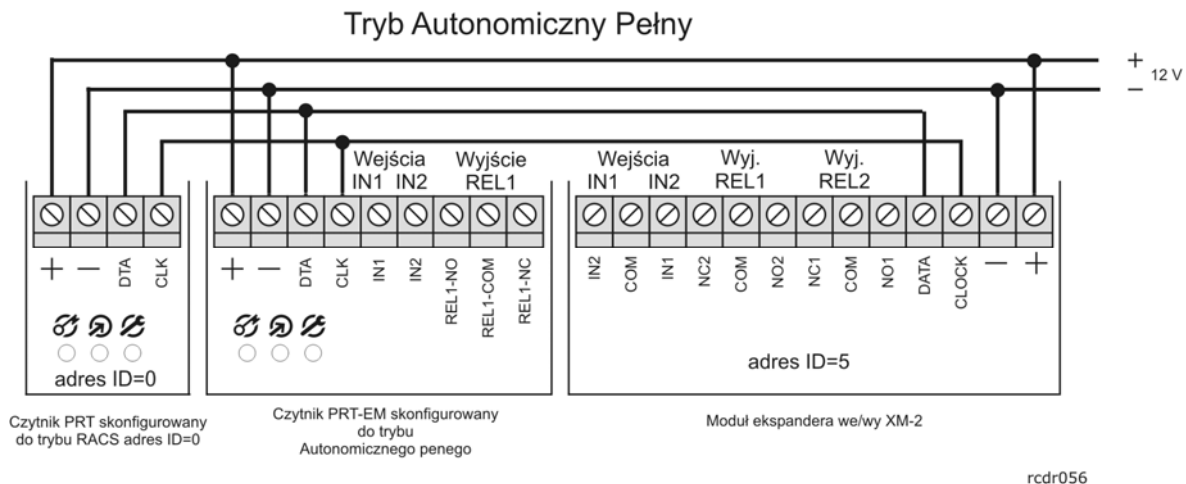 Tryb Autonomiczny Pełny
+
12 V
−
Wejścia Wyjście Wejścia Wyj. Wyj.
IN1 IN2 REL1 IN1 IN2 REL1 REL2
+ − DTA CLK
+ − DTA CLK IN1 IN2 REL1-NO REL1-COM REL1-NC
IN2 COM IN1 NC2 COM NO2 NC1 COM NO1 DATA CLOCK − +
adres ID=0
adres ID=5
Czytnik PRT skonfigurowany
do trybu RACS adres ID=0
Czytnik PRT-EM skonfigurowany
do trybu
Autonomicznego penego
Moduł ekspandera we/wy XM-2
rcdr056